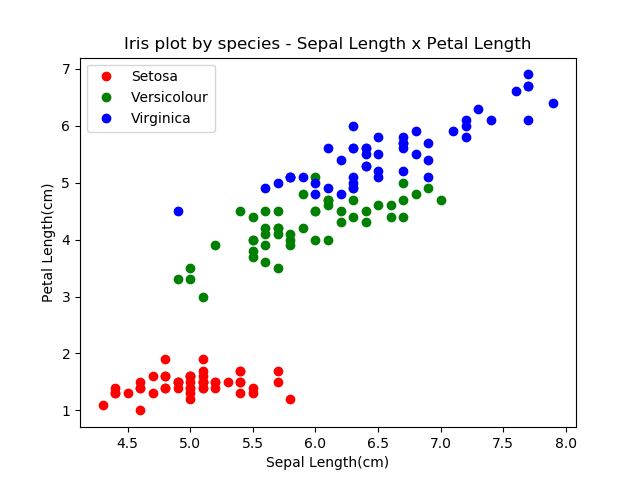 Iris plot by species - Sepal Length x Petal Length
Setosa
Versicolour
Virginica
7
6
5
4
3
2
1
Petal Length(cm)
4.5 5.0 5.5 6.0 6.5 7.0 7.5 8.0
Sepal Length(cm)